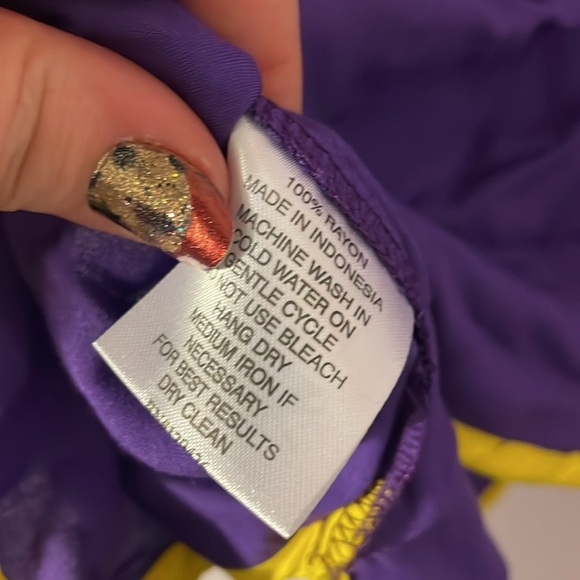 100% RAYON
MADE IN INDONESIA
MACHINE WASH IN
COLD WATER ON
GENTLE CYCLE
NOT USE BLEACH
HANG DRY
MEDIUM IRON IF
NECESSARY
FOR BEST RESULTS
DRY CLEAN